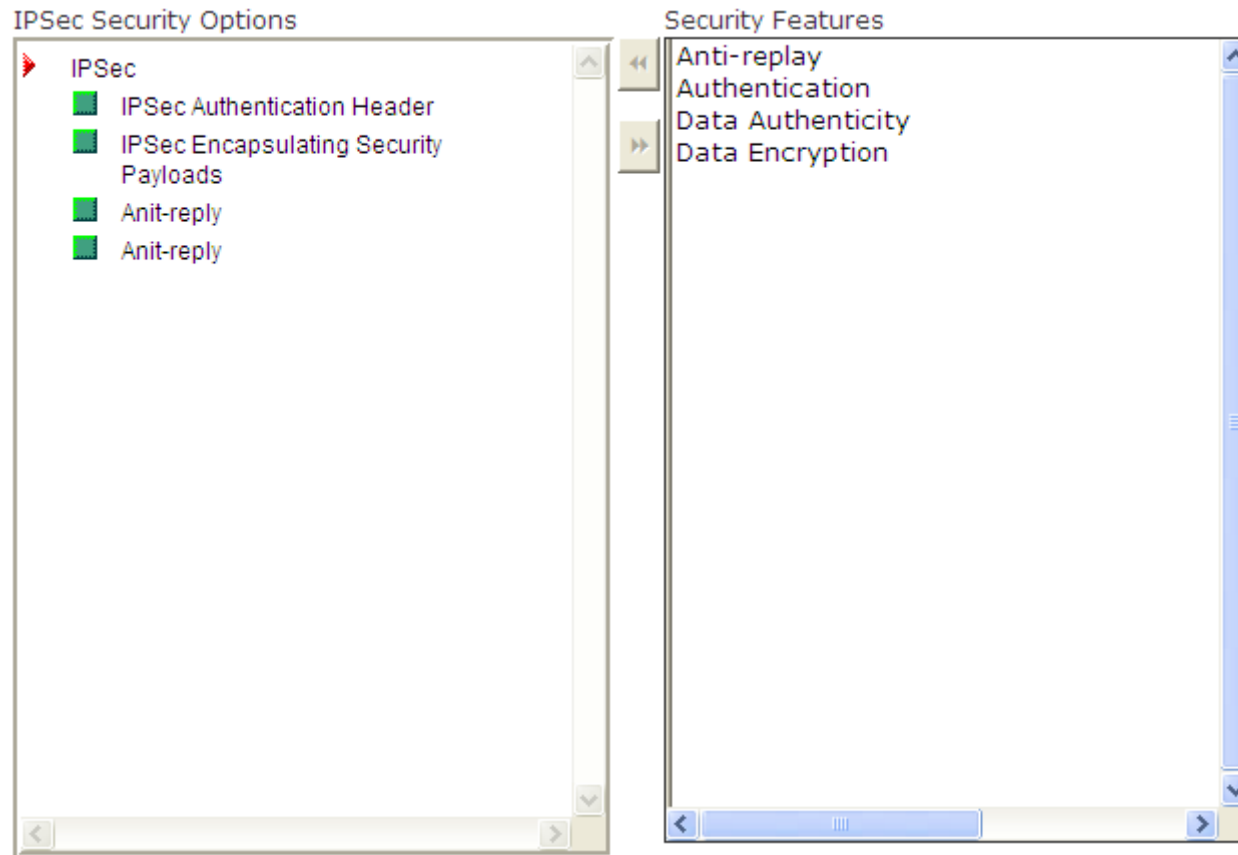 IPSec Security Options
IPSec
IPSec Authentication Header
IPSec Encapsulating Security
Payloads
Anit-reply
Anit-reply
Security Features
Anti-replay
Authentication
Data Authenticity
Data Encryption